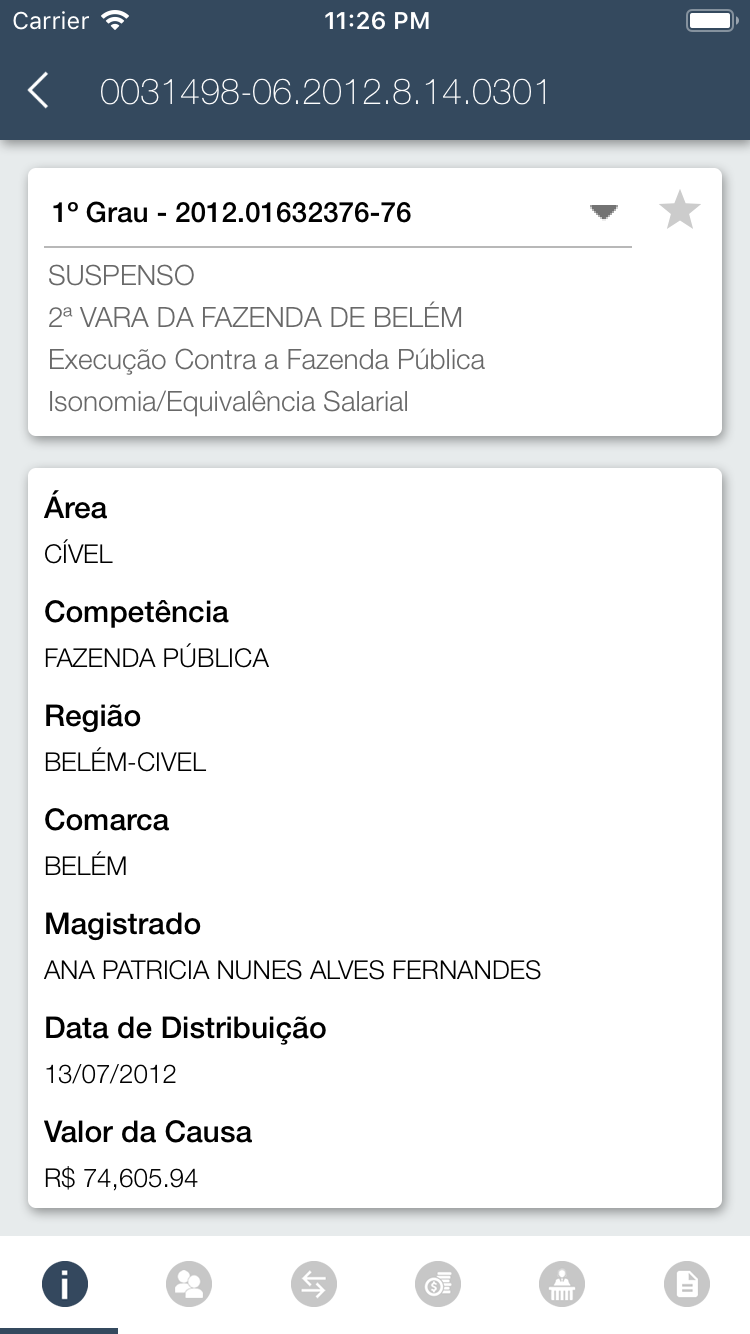 Carrier 11:26 PM
0031498-06.2012.8.14.0301
1º Grau - 2012.01632376-76
SUSPENSO
2ª VARA DA FAZENDA DE BELÉM
Execução Contra a Fazenda Pública
Isonomia/Equivalência Salarial
Área
CÍVEL
Competência
FAZENDA PÚBLICA
Região
BELÉM-CIVEL
Comarca
BELÉM
Magistrado
ANA PATRICIA NUNES ALVES FERNANDES
Data de Distribuição
13/07/2012
Valor da Causa
R$ 74,605.94